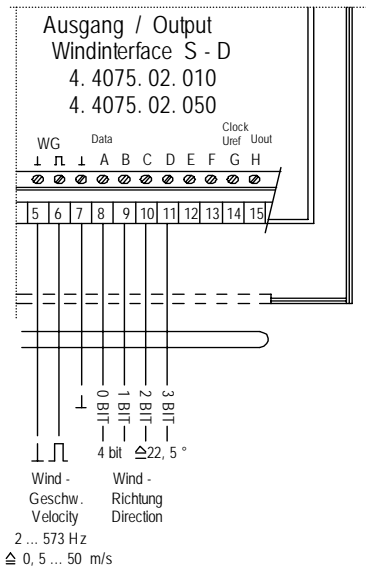 Ausgang / Output
Windinterface S - D
4. 4075. 02. 010
4. 4075. 02. 050
Clock
WG Data Uref Uout
⊥ ⊓ ⊥ A B C D E F G H
5 6 7 8 9 10 11 12 13 14 15
0 BIT 1 BIT 2 BIT 3 BIT
4 bit ≙22, 5 °
Wind - Wind -
Geschw. Richtung
Velocity Direction
2 ... 573 Hz
≙ 0, 5 ... 50 m/s